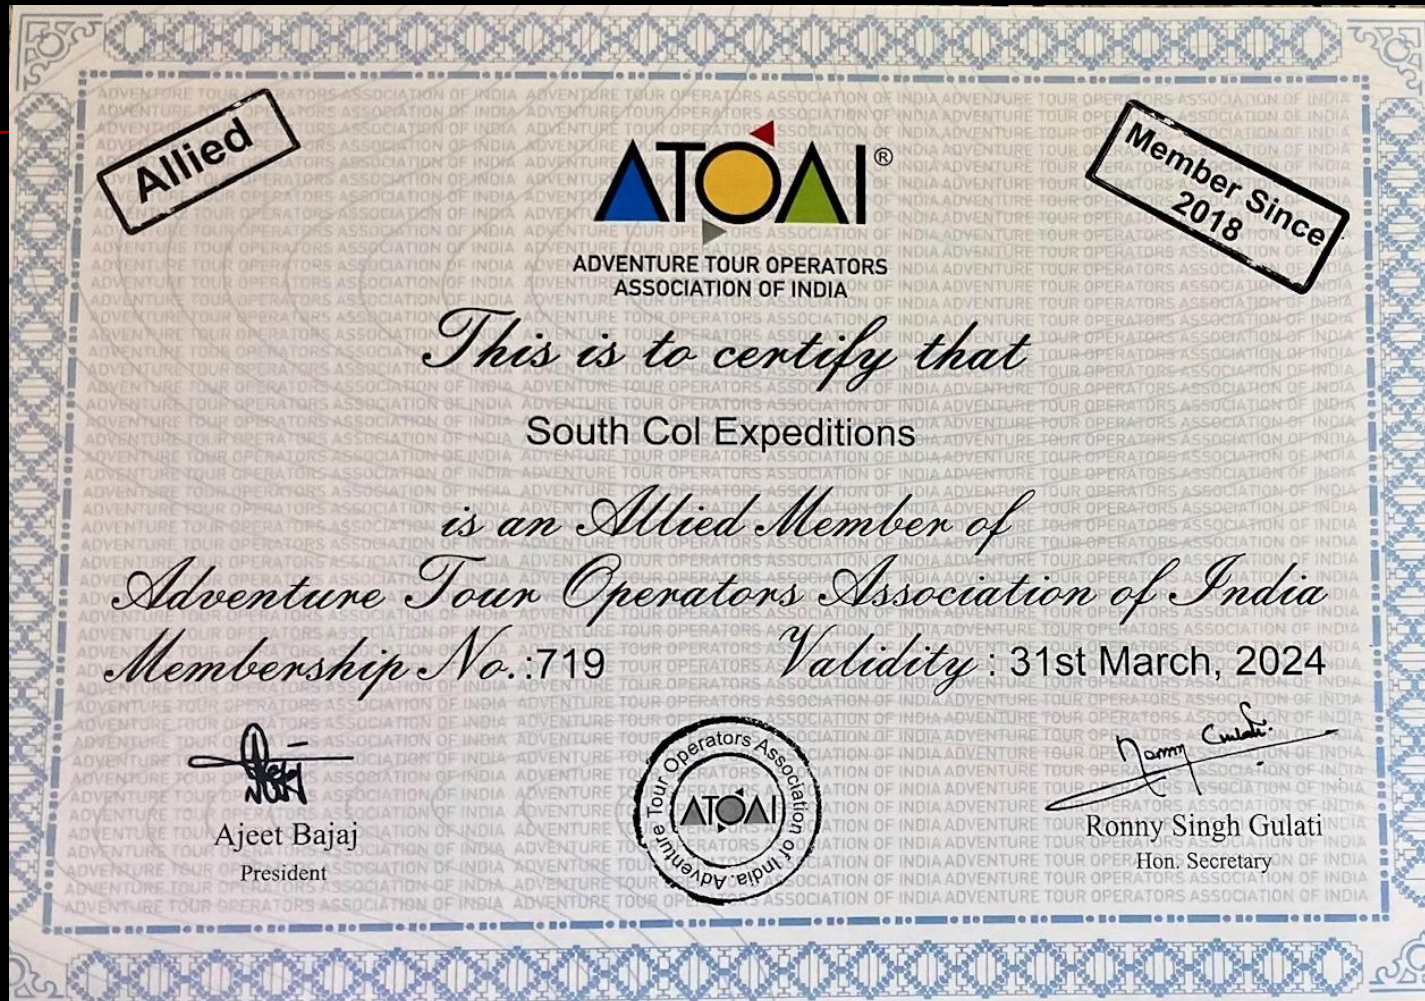 Allied
ATOAI®
Member Since
2018
ADVENTURE TOUR OPERATORS
ASSOCIATION OF INDIA
This is to certify that
South Col Expeditions
is an Allied Member of
Adventure Tour Operators Association of India
Membership No.:719
Validity : 31st March, 2024
Adventure Tour Operators Association of India.
ATOAI
Ajeet Bajaj
President
Ronny Singh Gulati
Hon. Secretary